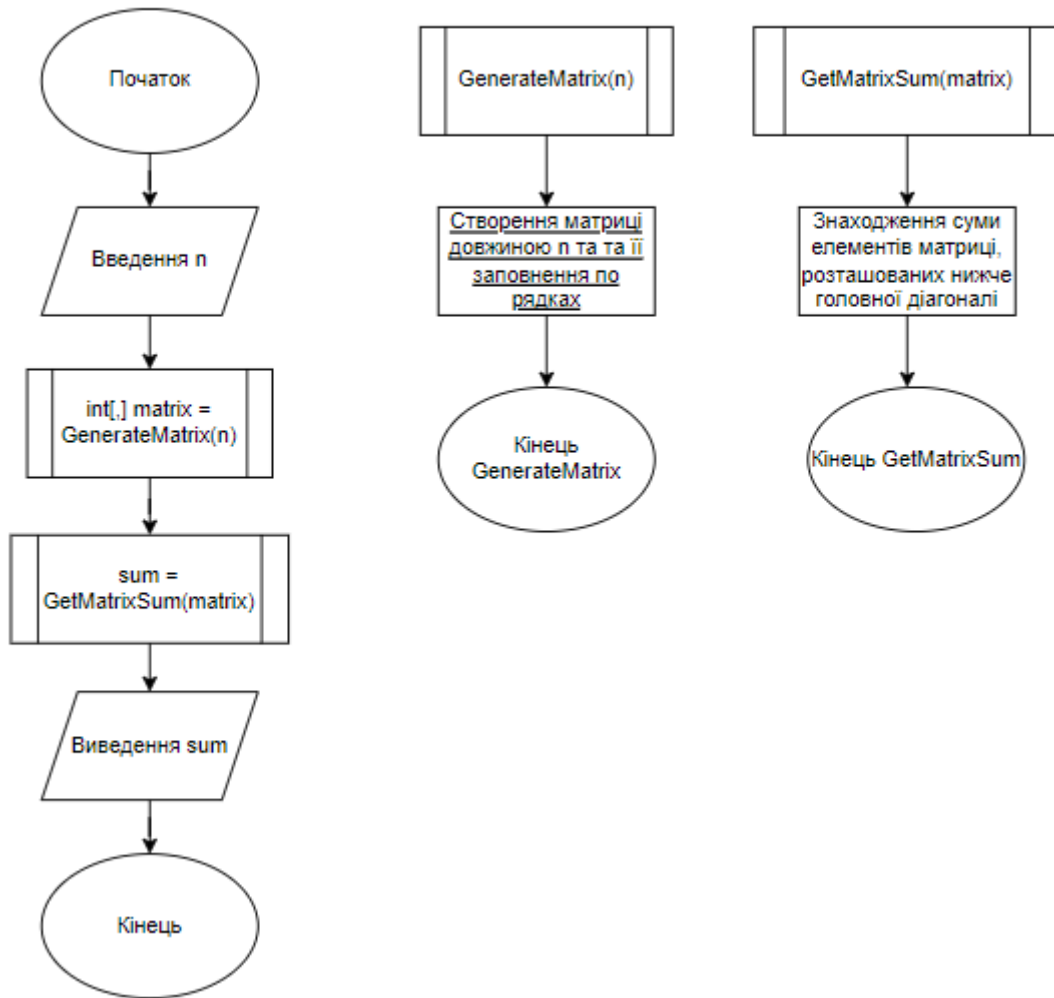 Початок
Введення n
int[,] matrix =
GenerateMatrix(n)
sum =
GetMatrixSum(matrix)
Виведення sum
Кінець
GenerateMatrix(n)
Створення матриці
довжиною n та та її
заповнення по
рядках
Кінець
GenerateMatrix
GetMatrixSum(matrix)
Знаходження суми
елементів матриці,
розташованих нижче
головної діагоналі
Кінець GetMatrixSum